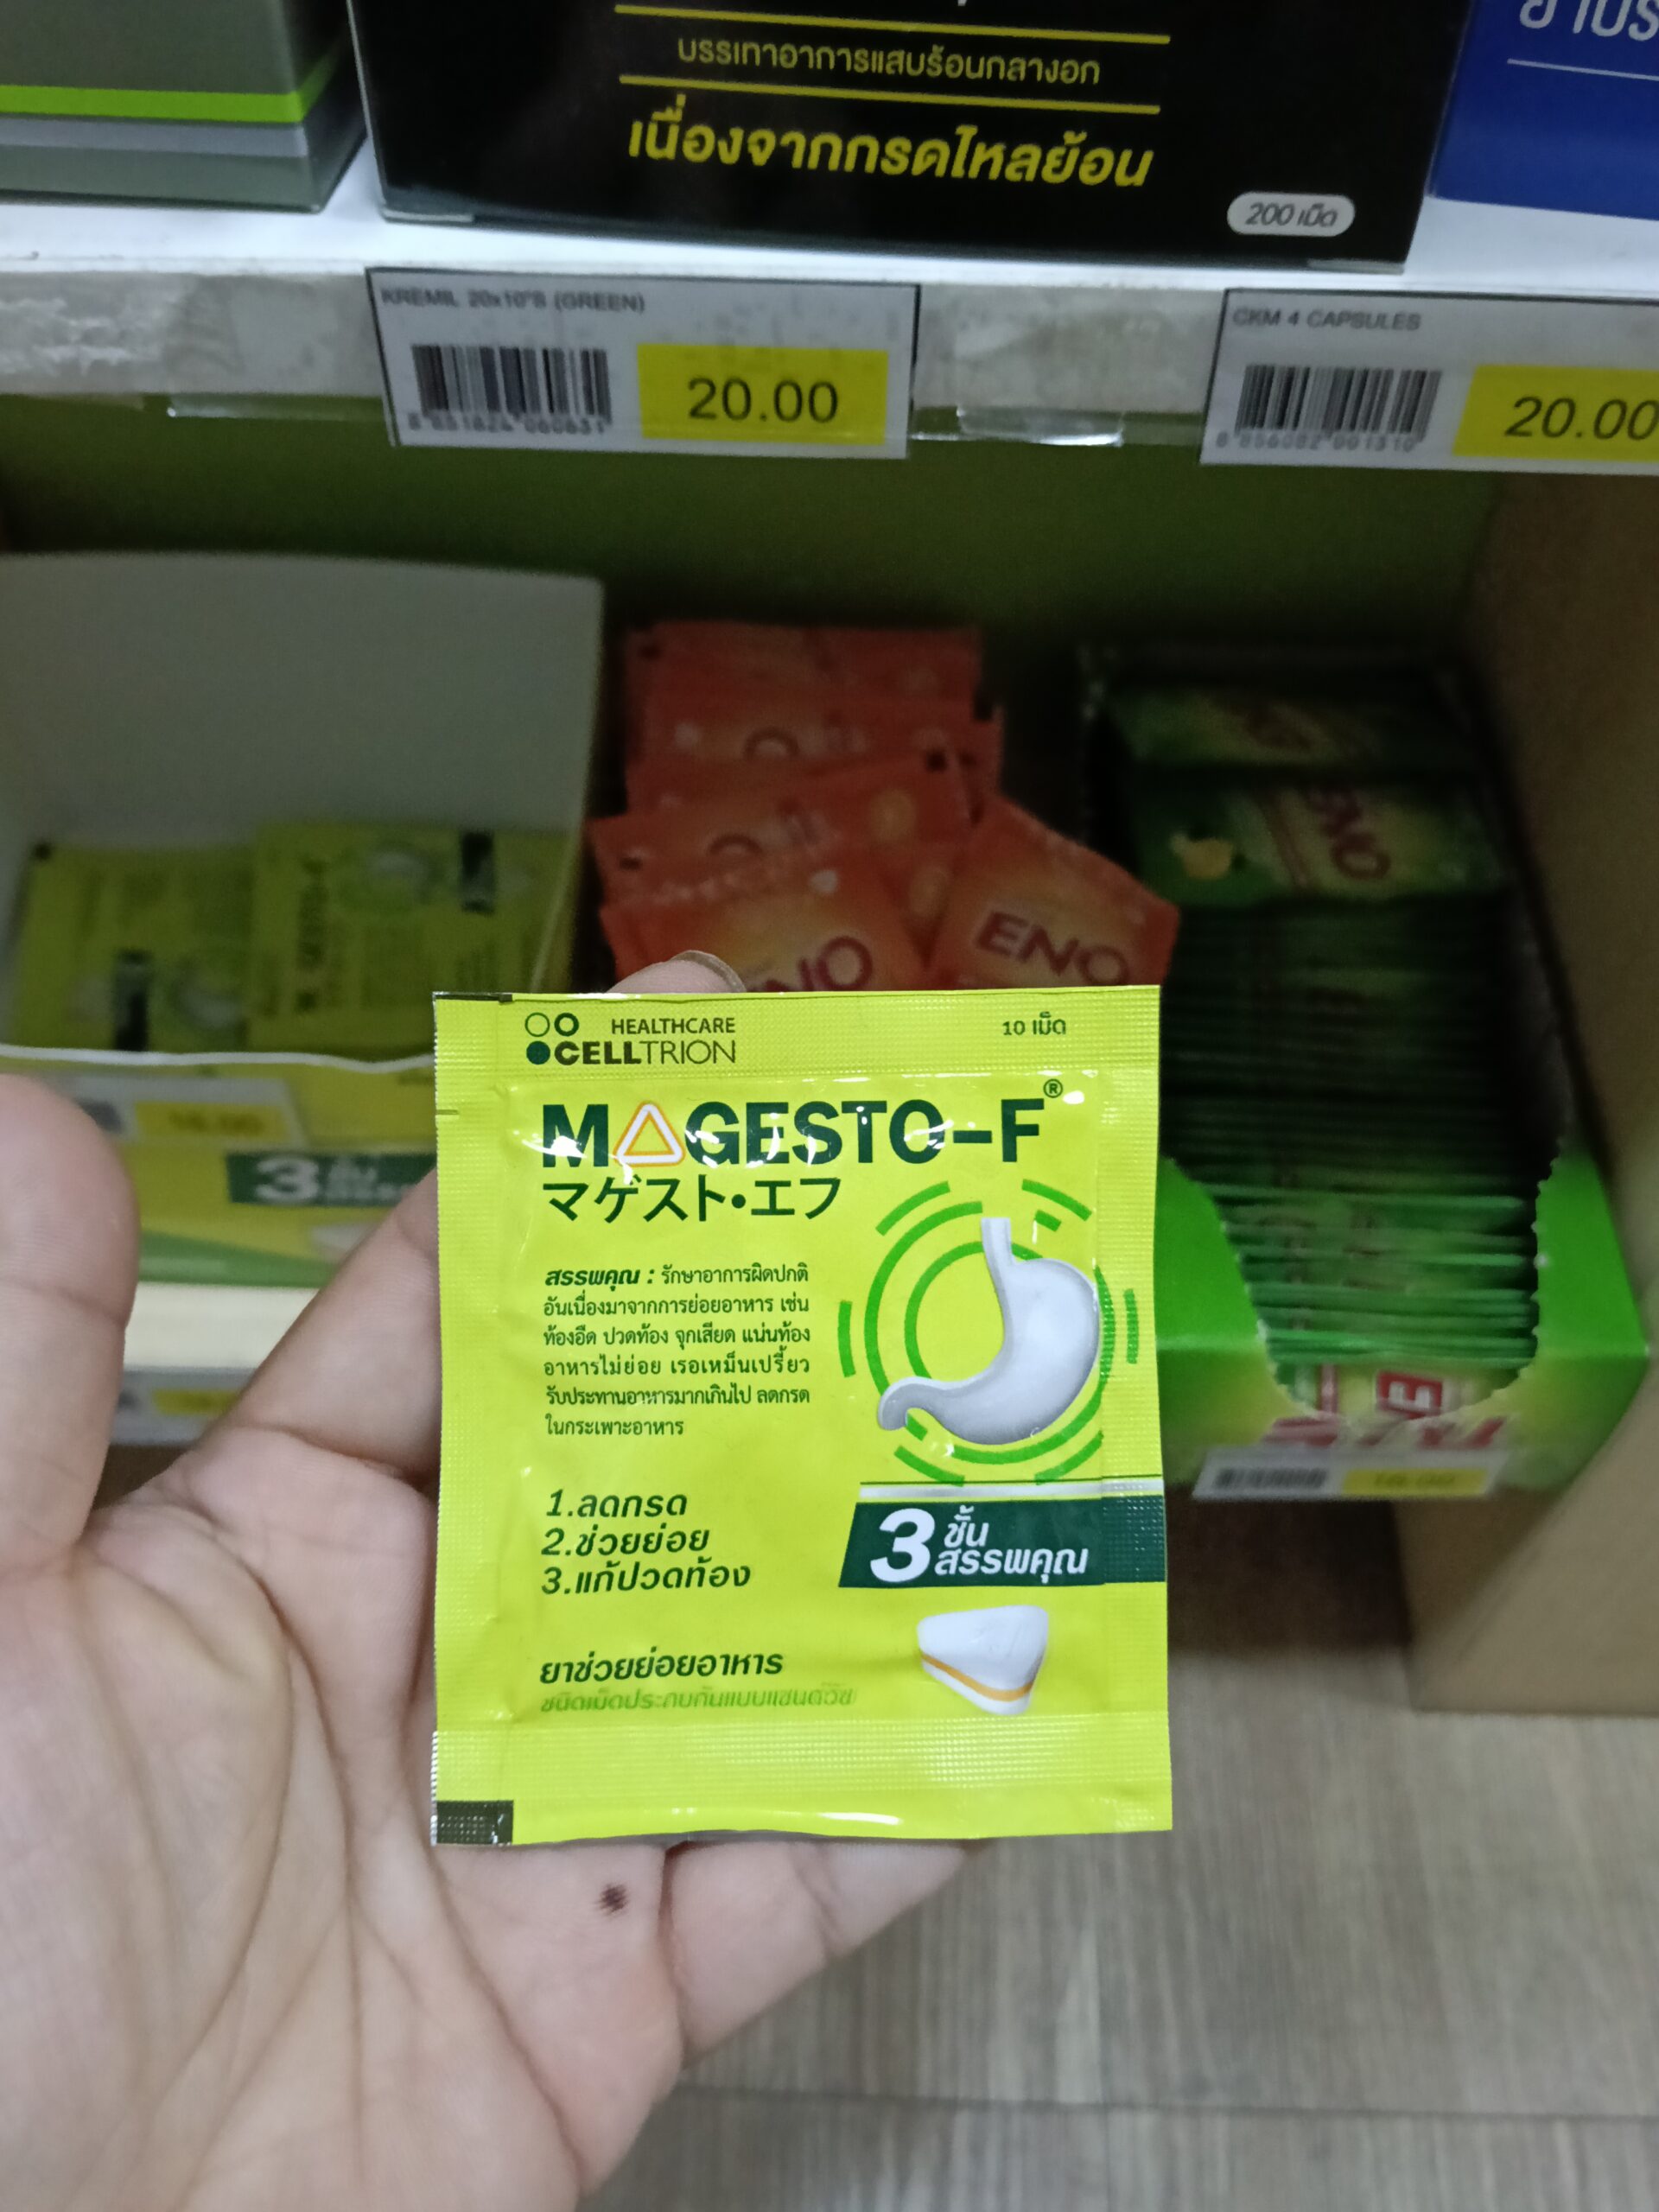 บรรเทาอาการแสบร้อนกลางอก
เนื่องจากกรดไหลย้อน
200 เม็ด
KREMIL 20x10'S (GREEN)
20.00
8 851824 060631
CKM 4 CAPSULES
20.00
ENO
ENO
MAGESTO-F
3 ชั้น
HEALTHCARE
CELLTRION
10 เม็ด
MAGESTO-F®
マゲスト・エフ
สรรพคุณ : รักษาอาการผิดปกติ
อันเนื่องมาจากการย่อยอาหาร เช่น
ท้องอืด ปวดท้อง จุกเสียด แน่นท้อง
อาหารไม่ย่อย เรอเหม็นเปรี้ยว
รับประทานอาหารมากเกินไป ลดกรด
ในกระเพาะอาหาร
1.ลดกรด
2.ช่วยย่อย
3.แก้ปวดท้อง
3 ชั้น
สรรพคุณ
ยาช่วยย่อยอาหาร
ชนิดเม็ดประกบกันแบบแซนด์วิช